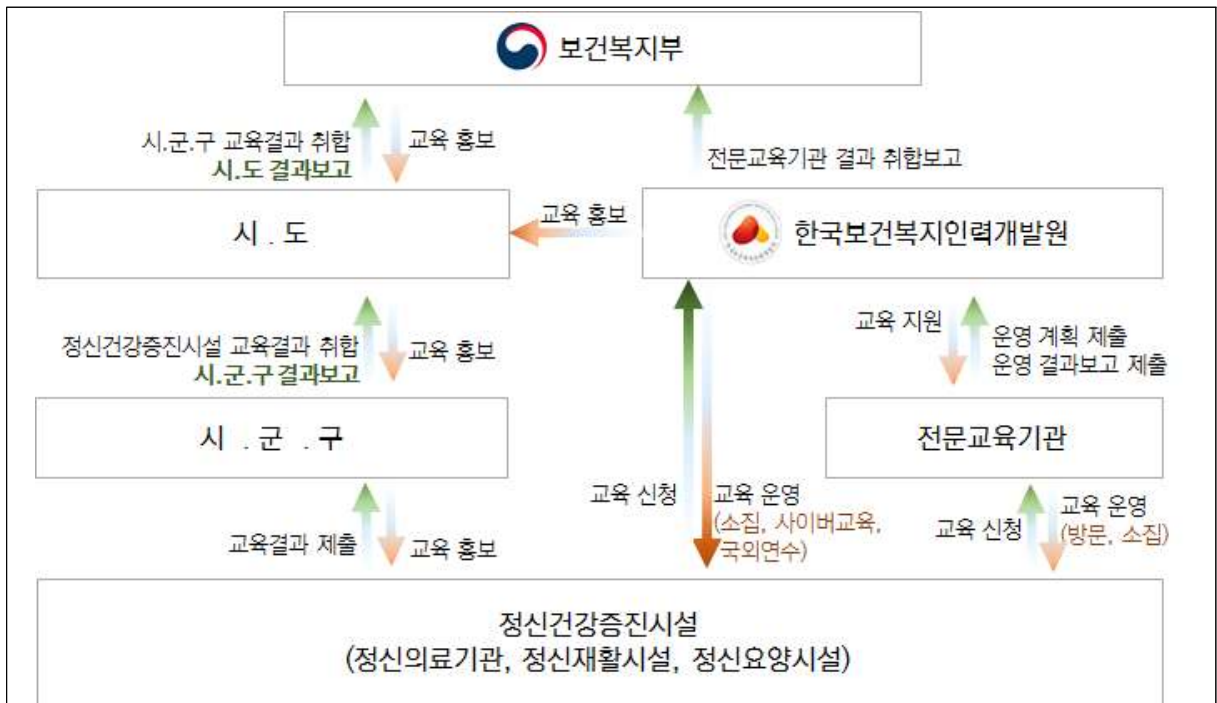 보건복지부
시.군.구 교육결과 취합
시.도 결과보고
교육 홍보
전문교육기관 결과 취합보고
시 . 도
교육 홍보
한국보건복지인력개발원
정신건강증진시설 교육결과 취합
시.군.구 결과보고
교육 홍보
교육 지원
운영 계획 제출
운영 결과보고 제출
시 . 군 . 구
전문교육기관
교육결과 제출
교육 홍보
교육 신청
교육 운영
(소집, 사이버교육,
국외연수)
교육 신청
교육 운영
(방문, 소집)
정신건강증진시설
(정신의료기관, 정신재활시설, 정신요양시설)